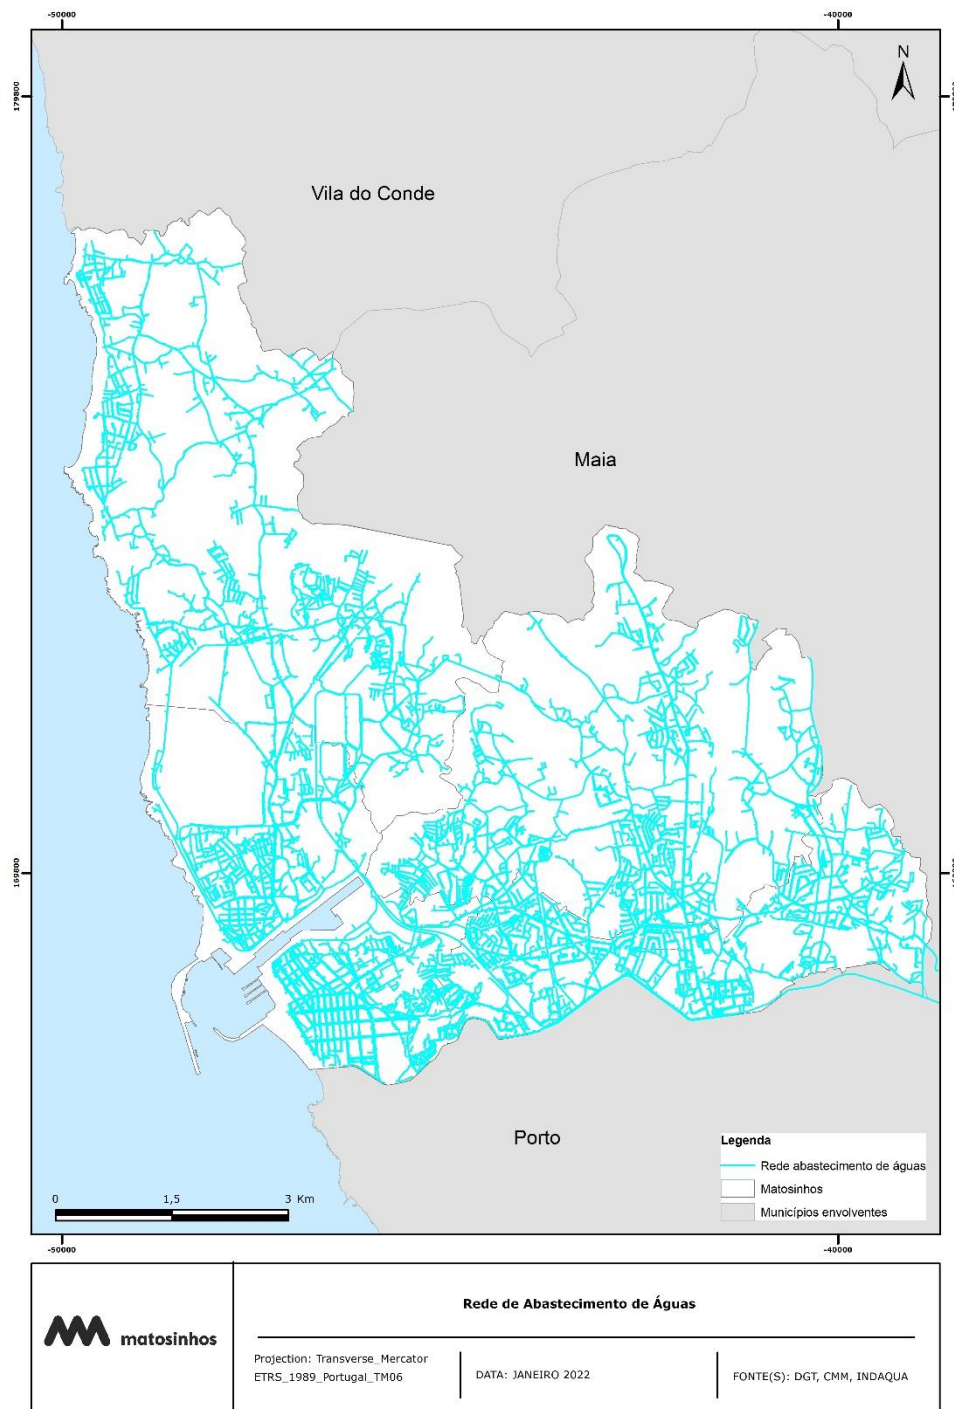 -50000
-40000
179800
N
Vila do Conde
Maia
169800
Porto
Legenda
Rede abastecimento de águas
Matosinhos
Municípios envolventes
0
1,5
3 Km
-50000
-40000
Rede de Abastecimento de Águas
matosinhos
Projection: Transverse_Mercator
ETRS_1989_Portugal_TM06
DATA: JANEIRO 2022
FONTE(S): DGT, CMM, INDAQUA